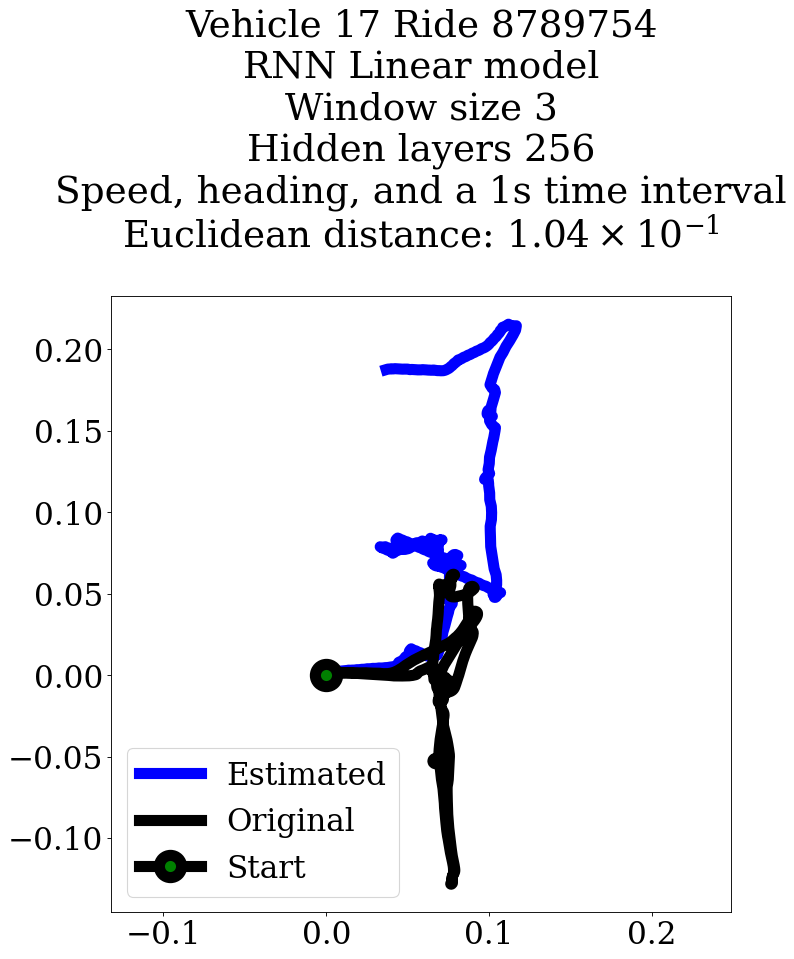 Vehicle 17 Ride 8789754
RNN Linear model
Window size 3
Hidden layers 256
Speed, heading, and a 1s time interval
Euclidean distance: 1.04 × 10⁻¹
0.20
0.15
0.10
0.05
0.00
−0.05
−0.10
Estimated
Original
Start
−0.1 0.0 0.1 0.2